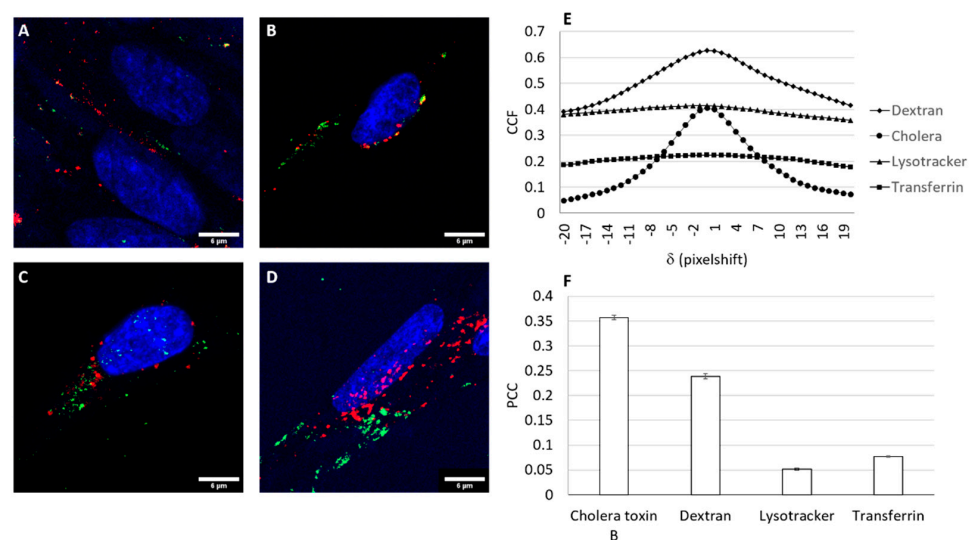 A
6 µm
B
6 µm
C
6 µm
D
6 µm
E
0.7
0.6
0.5
0.4
0.3
0.2
0.1
0
CCF
-20
-17
-14
-11
-8
-5
-2
1
4
7
10
13
16
19
δ (pixelshift)
Dextran
Cholera
Lysotracker
Transferrin
F
0.4
0.35
0.3
0.25
0.2
0.15
0.1
0.05
0
PCC
Cholera toxin
B
Dextran
Lysotracker
Transferrin